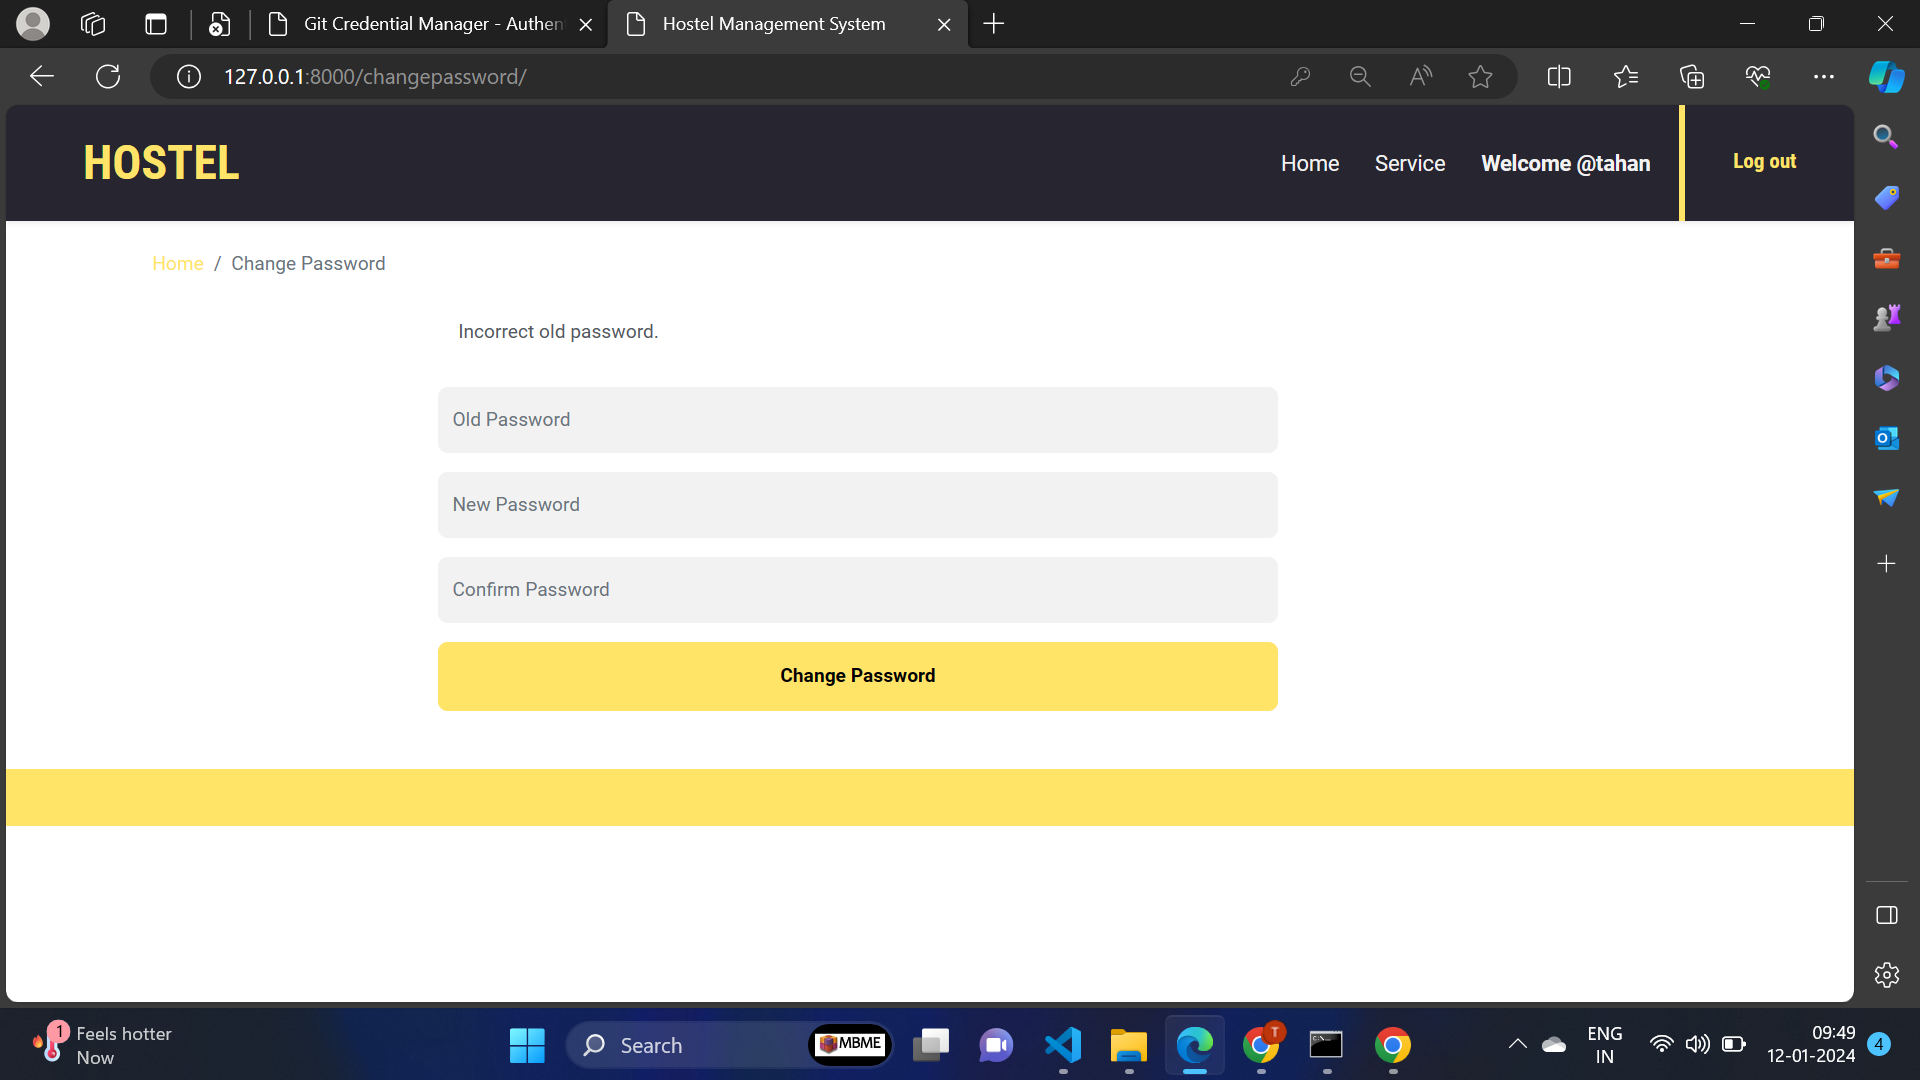 Git Credential Manager - Authen
Hostel Management System
127.0.0.1:8000/changepassword/
HOSTEL
Home
Service
Welcome @tahan
Log out
Home / Change Password
Incorrect old password.
Old Password
New Password
Confirm Password
Change Password
1
Feels hotter
Now
Search
MBME
T
ENG
IN
09:49
12-01-2024
4